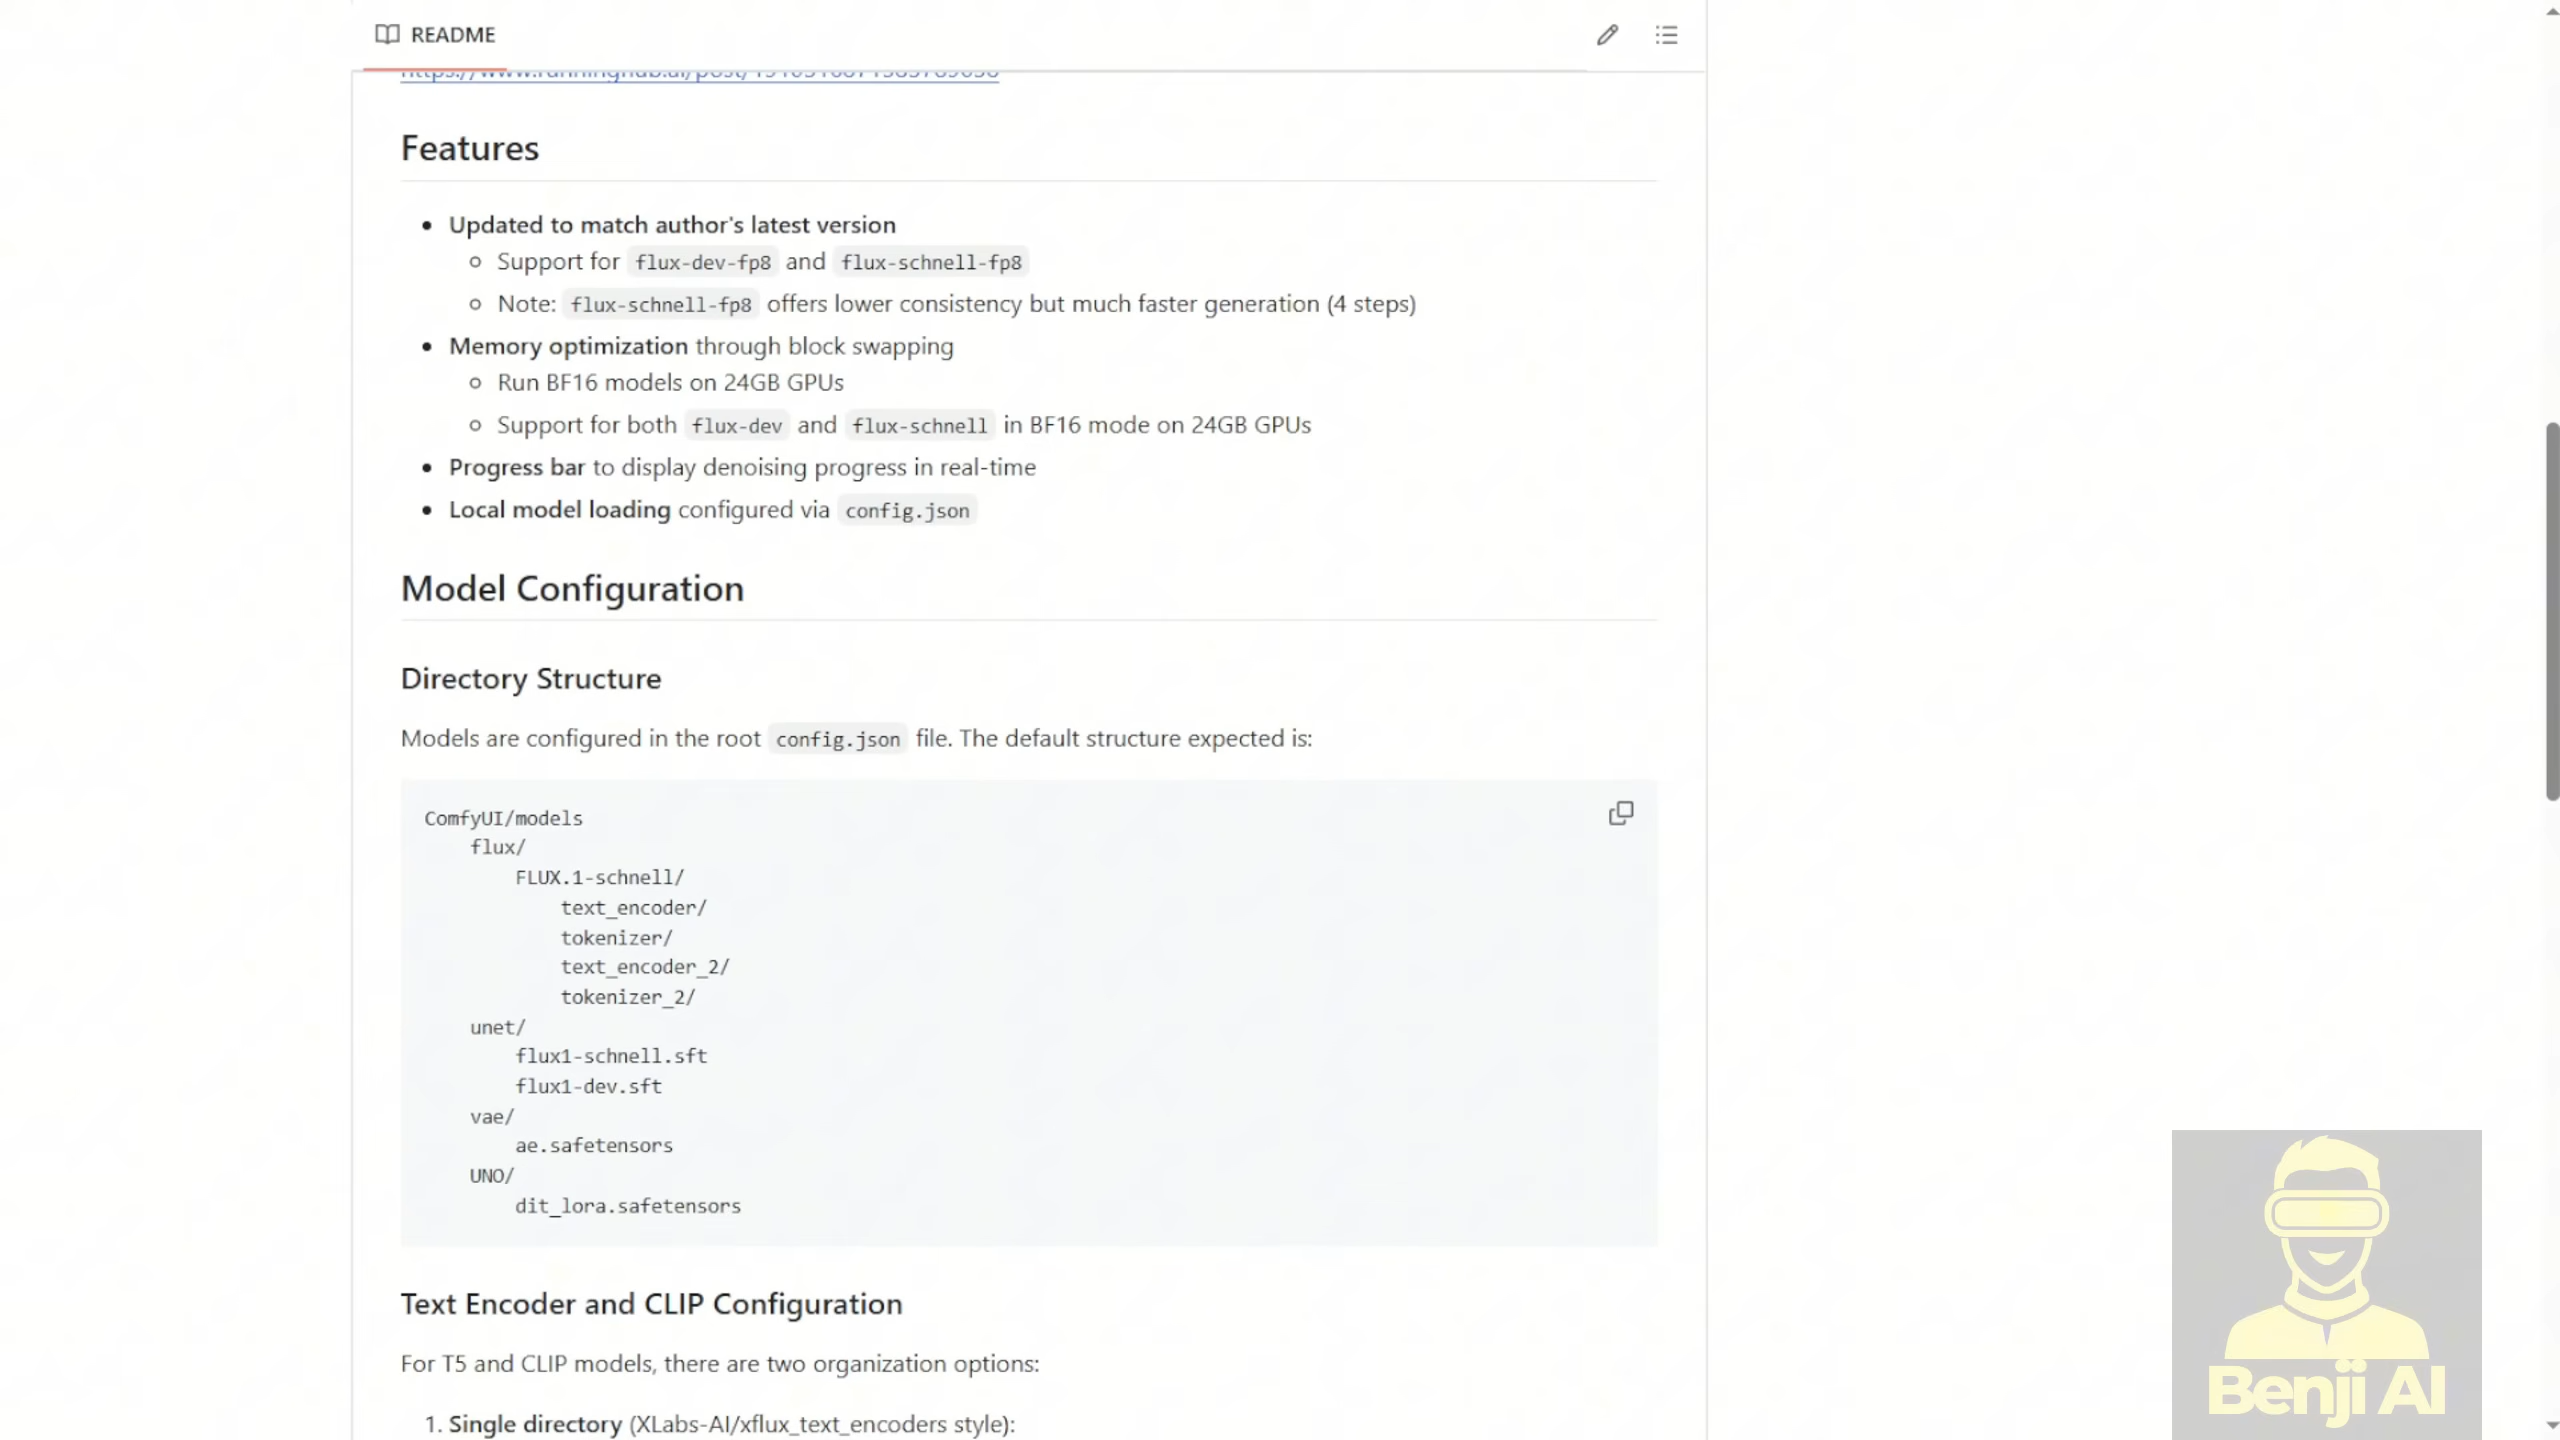 README
Features
Updated to match author's latest version
Support for flux-dev-fp8 and flux-schnell-fp8
Note: flux-schnell-fp8 offers lower consistency but much faster generation (4 steps)
Memory optimization through block swapping
Run BF16 models on 24GB GPUs
Support for both flux-dev and flux-schnell in BF16 mode on 24GB GPUs
Progress bar to display denoising progress in real-time
Local model loading configured via config.json
Model Configuration
Directory Structure
Models are configured in the root config.json file. The default structure expected is:
ComfyUI/models
flux/
FLUX.1-schnell/
text_encoder/
tokenizer/
text_encoder_2/
tokenizer_2/
unet/
flux1-schnell.sft
flux1-dev.sft
vae/
ae.safetensors
UNO/
dit_lora.safetensors
Text Encoder and CLIP Configuration
For T5 and CLIP models, there are two organization options:
1. Single directory (XLabs-AI/xflux_text_encoders style):
Benji AI